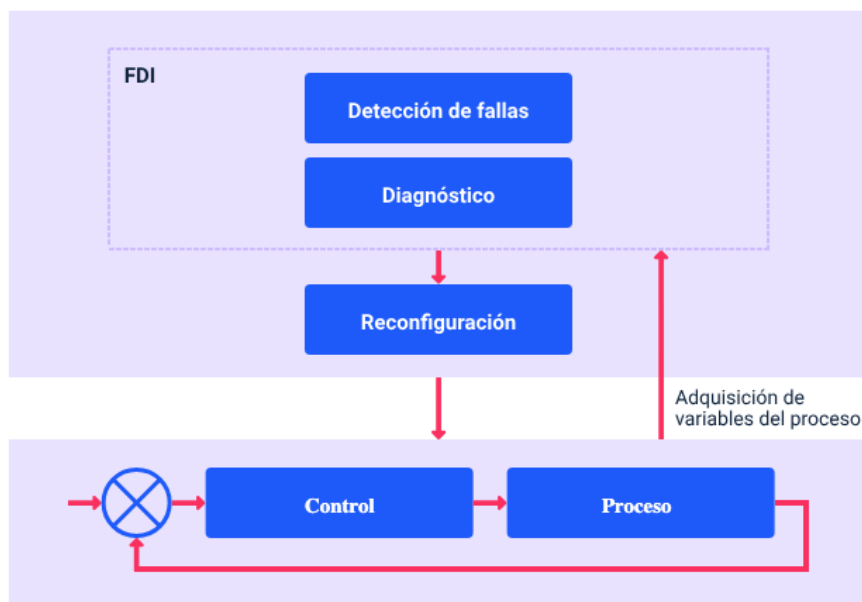 FDI
Detección de fallas
Diagnóstico
Reconfiguración
Adquisición de
variables del proceso
Control
Proceso